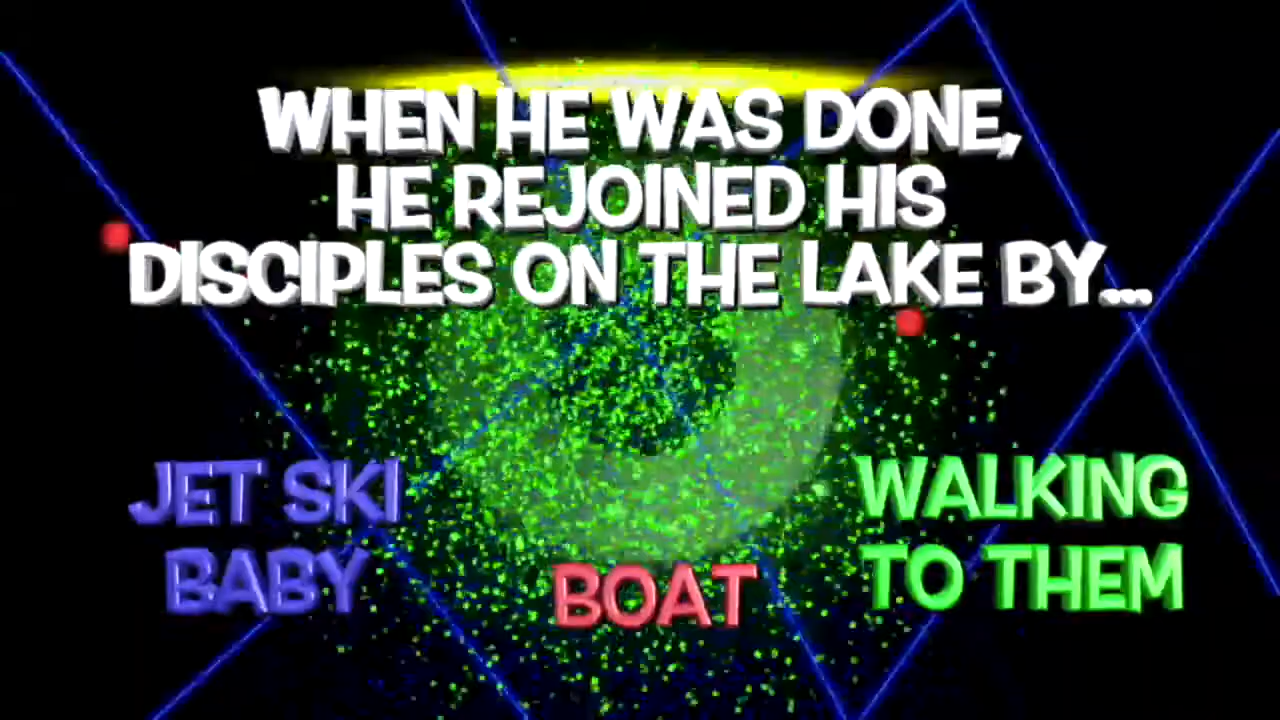 WHEN HE WAS DONE,
HE REJOINED HIS
DISCIPLES ON THE LAKE BY...
JET SKI
BABY
BOAT
WALKING
TO THEM